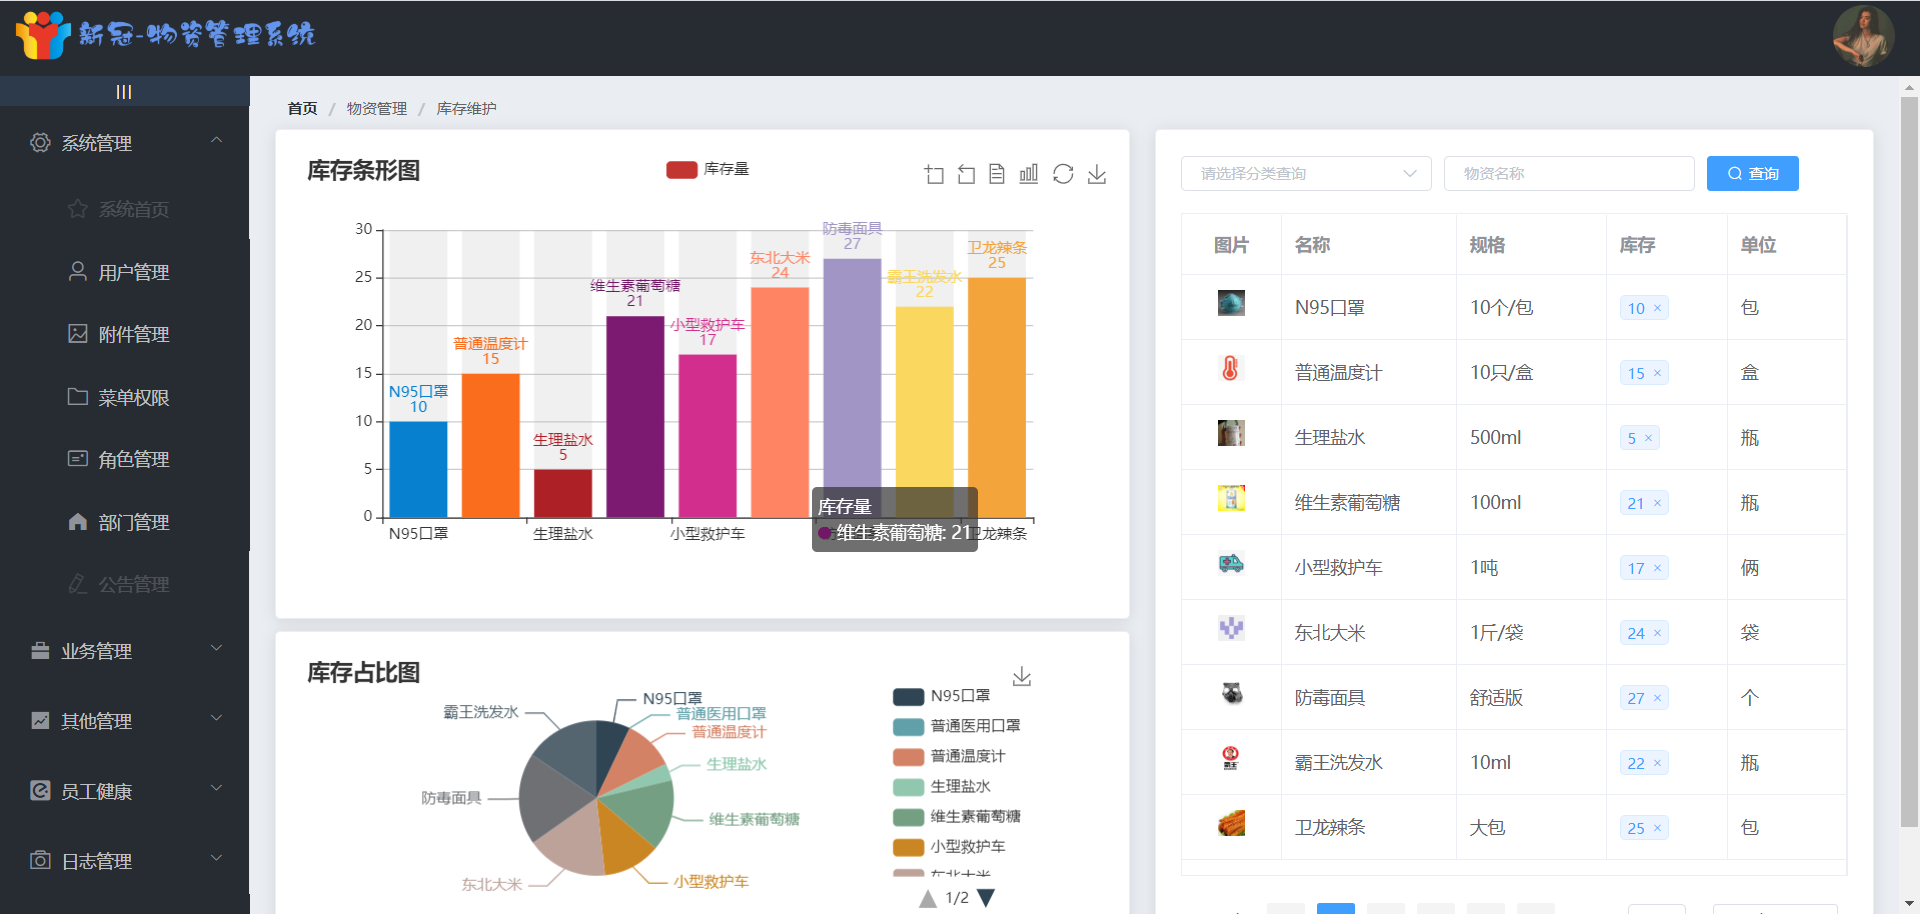 新冠-物资管理系统
系统管理
系统首页
用户管理
附件管理
菜单权限
角色管理
部门管理
公告管理
业务管理
其他管理
员工健康
日志管理
首页 / 物资管理 / 库存维护
库存条形图
库存量
30
25
20
15
10
5
0
N95口罩
10
普通温度计
15
生理盐水
5
维生素葡萄糖
21
小型救护车
17
东北大米
24
防毒面具
27
霸王洗发水
22
卫龙辣条
25
N95口罩
生理盐水
小型救护车
卫龙辣条
库存量
维生素葡萄糖: 21
库存占比图
N95口罩
普通医用口罩
普通温度计
生理盐水
维生素葡萄糖
小型救护车
东北大米
防毒面具
霸王洗发水
N95口罩
普通医用口罩
普通温度计
生理盐水
维生素葡萄糖
小型救护车
1/2
请选择分类查询 物资名称 查询
图片 名称 规格 库存 单位
N95口罩 10个/包 10 × 包
普通温度计 10只/盒 15 × 盒
生理盐水 500ml 5 × 瓶
维生素葡萄糖 100ml 21 × 瓶
小型救护车 1吨 17 × 俩
东北大米 1斤/袋 24 × 袋
防毒面具 舒适版 27 × 个
霸王洗发水 10ml 22 × 瓶
卫龙辣条 大包 25 × 包